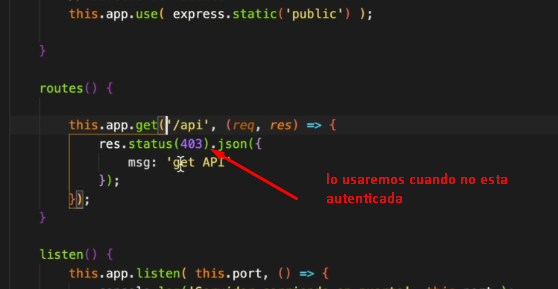 this.app.use( express.static('public') );
}
routes() {
this.app.get('/api', (req, res) => {
res.status(403).json({
msg: 'get API'
});
});
}
lo usaremos cuando no esta
autenticada
listen() {
this.app.listen( this.port, () => {